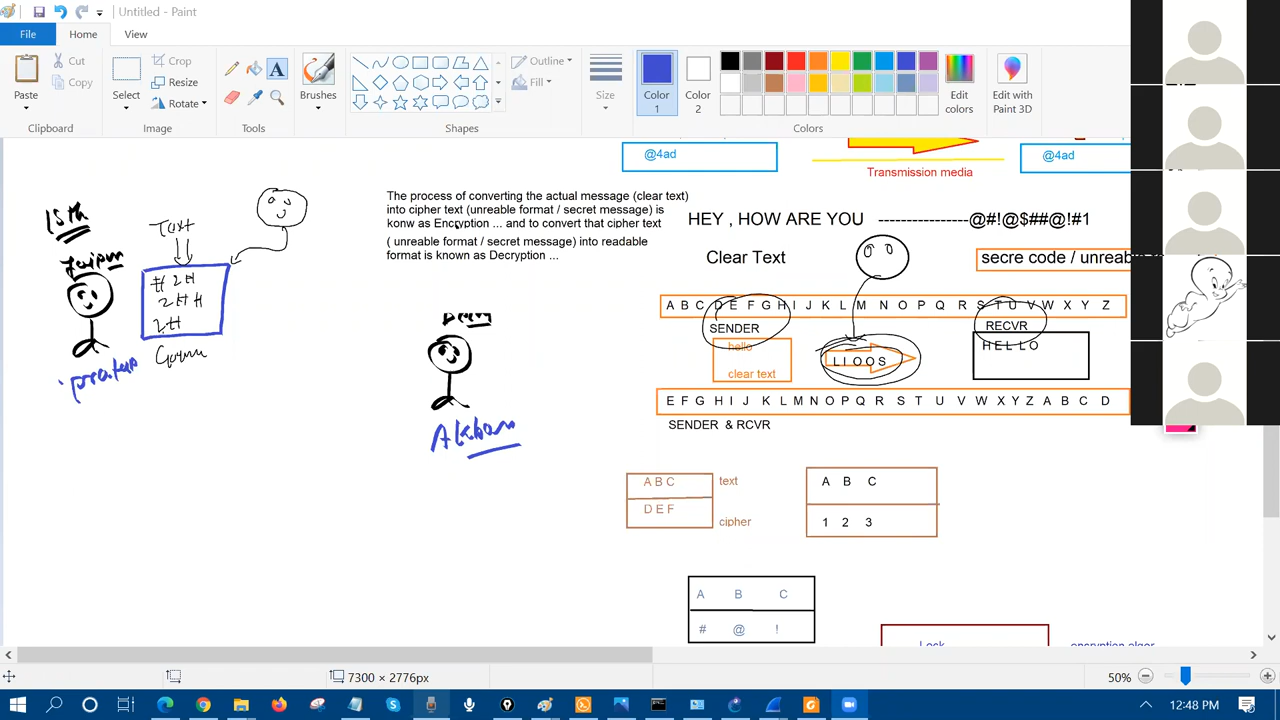 Untitled - Paint
File
Home
View
Paste
Cut
Copy
Clipboard
Select
Crop
Resize
Rotate
Image
Tools
Brushes
Shapes
Outline
Fill
Size
Color
1
Color
2
Edit
colors
Edit with
Paint 3D
Colors
@4ad
@4ad
Transmission media
The process of converting the actual message (clear text)
into cipher text (unreable format / secret message) is
konw as Encyption ... and to convert that cipher text
( unreable format / secret message) into readable
format is known as Decryption ...
HEY , HOW ARE YOU ----------------@#!@$##@!#1
Clear Text
secre code / unreable
15th
Text
A B C D E F G H I J K L M N O P Q R S T U V W X Y Z
SENDER
RECVR
hello
clear text
L I O O S
H E L L O
E F G H I J K L M N O P Q R S T U V W X Y Z A B C D
SENDER & RCVR
A B C
D E F
text
cipher
A B C
1 2 3
A B C
# @ !
Lock
encryption algor
7300 × 2776px
50%
12:48 PM